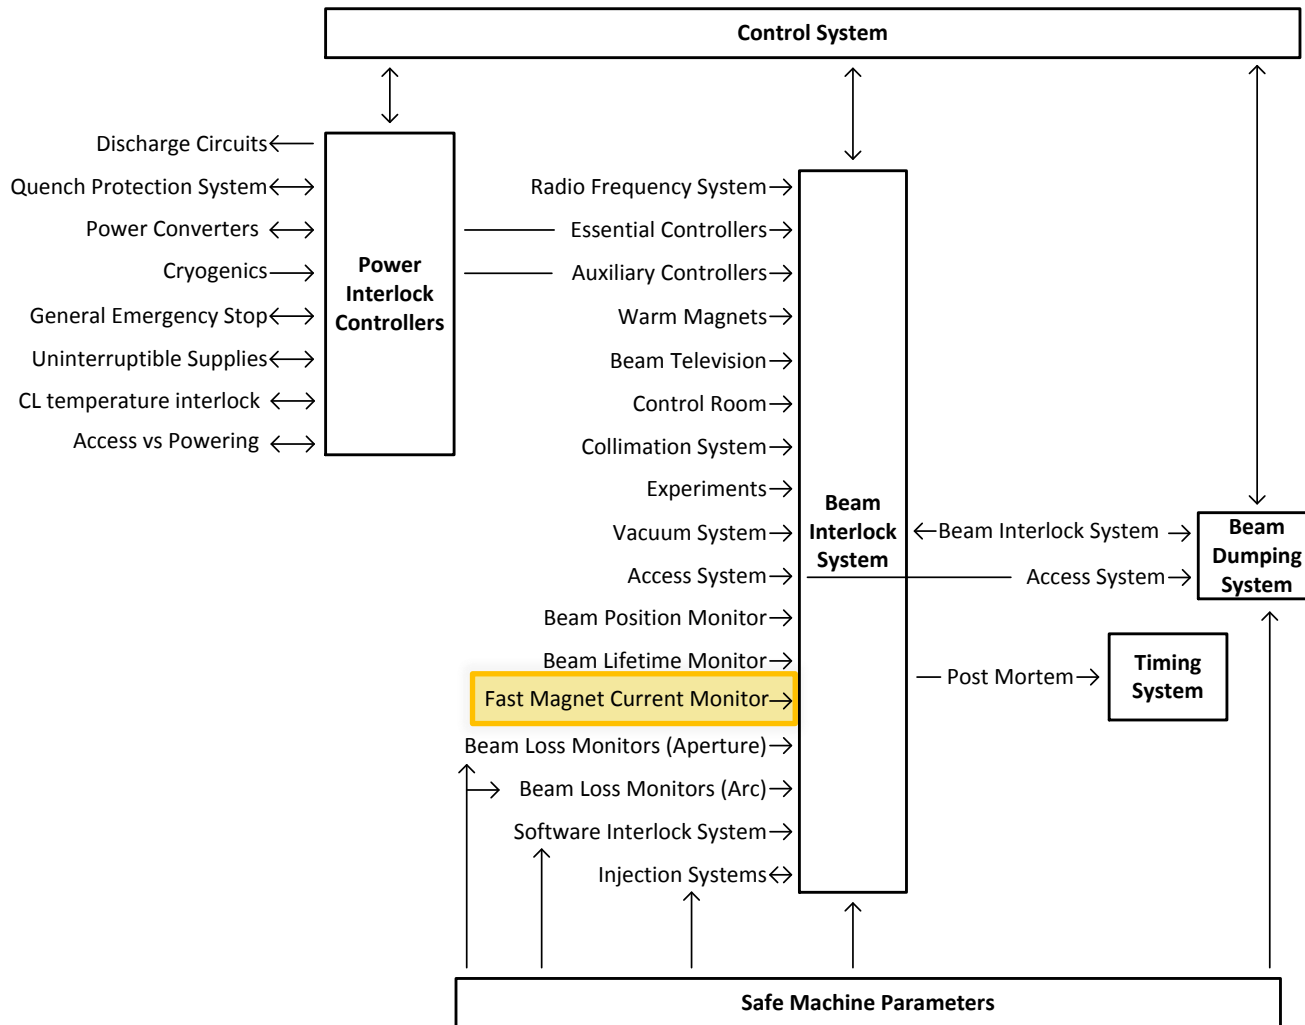 Control System
Discharge Circuits
Quench Protection System
Power Converters
Cryogenics
General Emergency Stop
Uninterruptible Supplies
CL temperature interlock
Access vs Powering
Power
Interlock
Controllers
Radio Frequency System
Essential Controllers
Auxiliary Controllers
Warm Magnets
Beam Television
Control Room
Collimation System
Experiments
Vacuum System
Access System
Beam Position Monitor
Beam Lifetime Monitor
Fast Magnet Current Monitor
Beam Loss Monitors (Aperture)
Beam Loss Monitors (Arc)
Software Interlock System
Injection Systems
Beam
Interlock
System
Beam Interlock System
Access System
Beam
Dumping
System
Post Mortem
Timing
System
Safe Machine Parameters